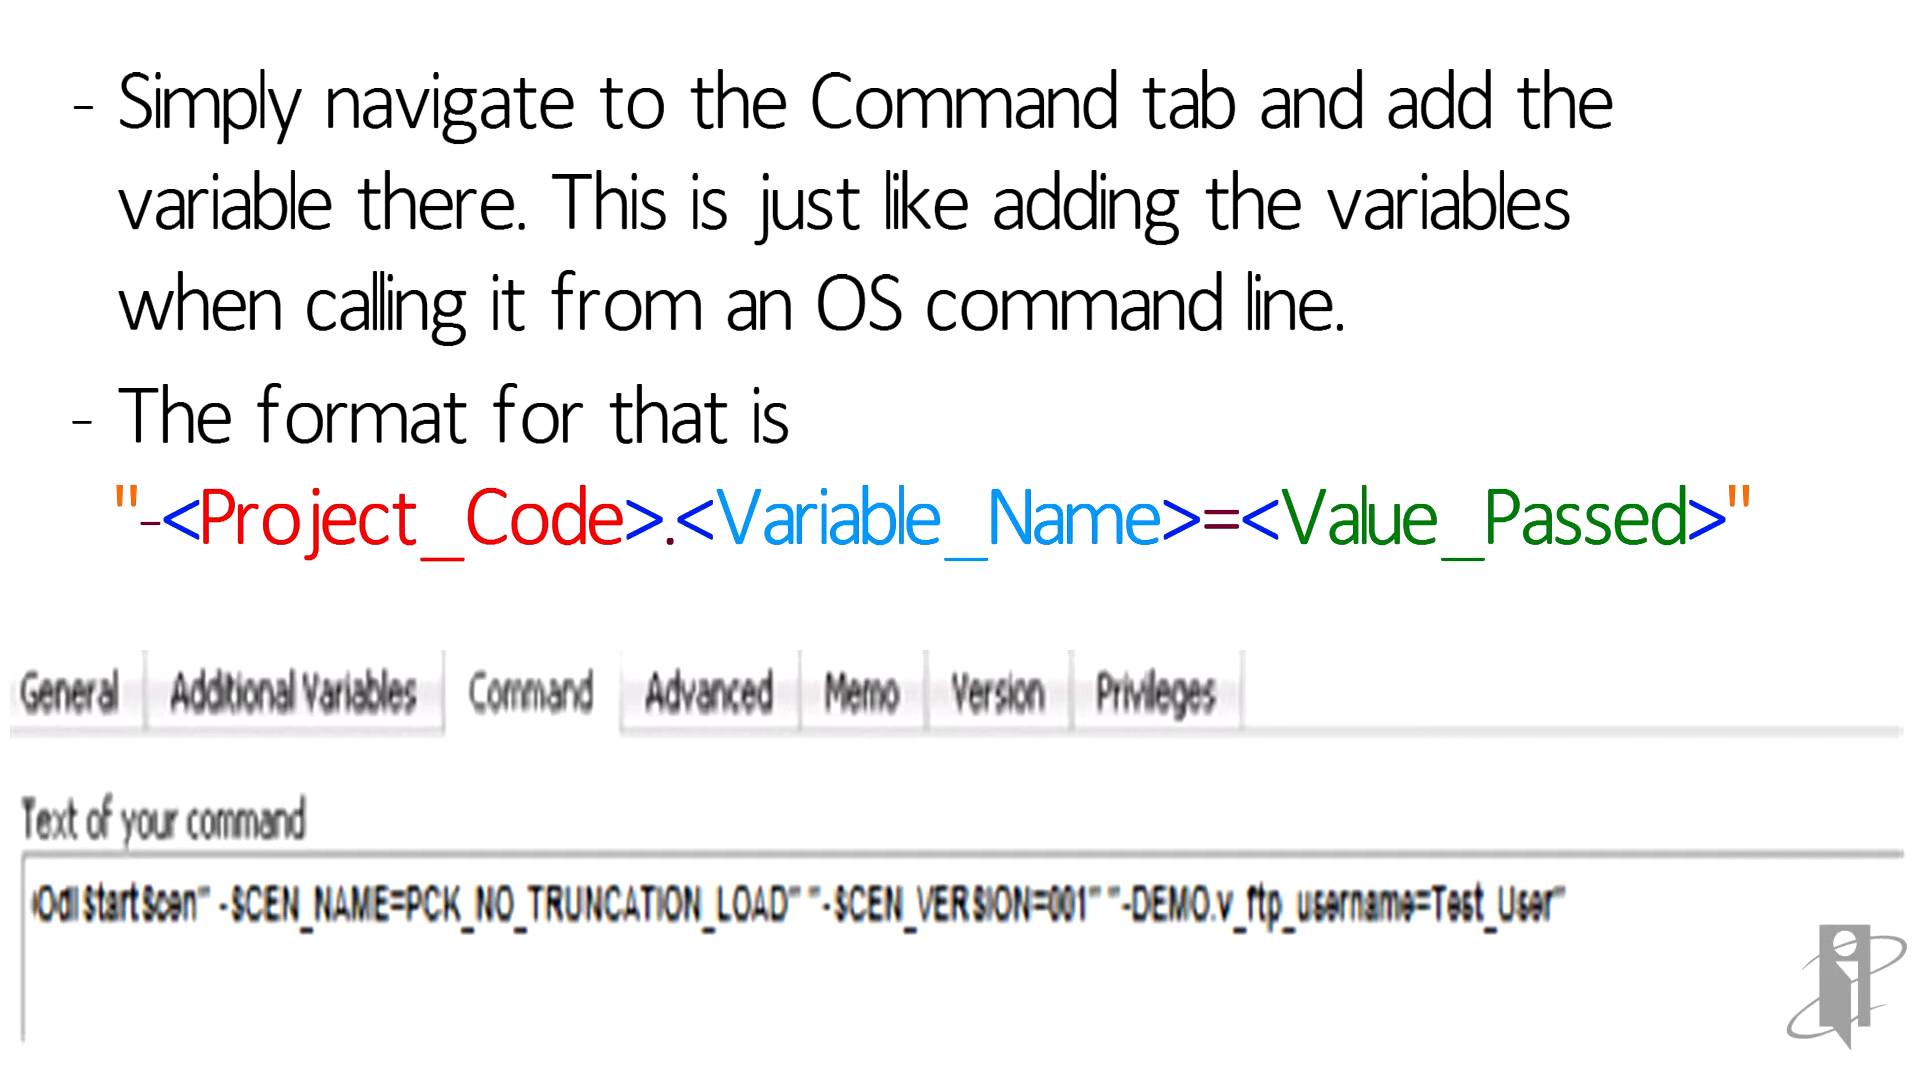 - Simply navigate to the Command tab and add the
variable there. This is just like adding the variables
when calling it from an OS command line.
- The format for that is
"-<Project_Code>.<Variable_Name>=<Value_Passed>"
General Additional Variables Command Advanced Memo Version Privileges
Text of your command
OdiStartScen" -SCEN_NAME=PCK_NO_TRUNCATION_LOAD" "-SCEN_VERSION=001" "-DEMO.v_ftp_username=Test_User"